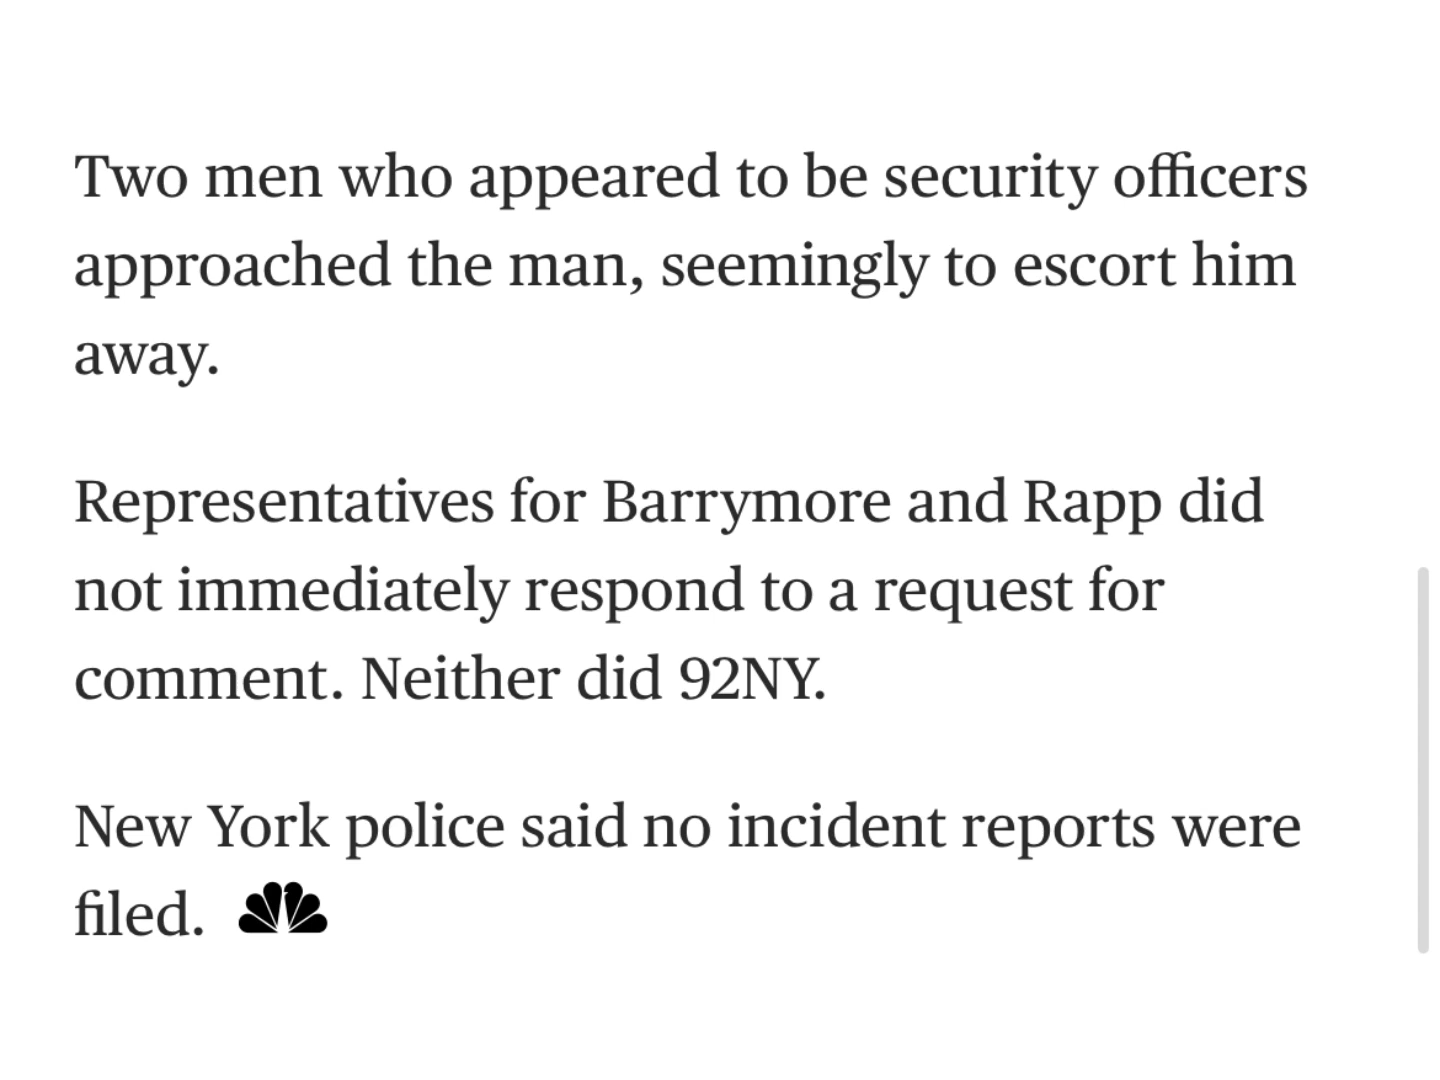 Two men who appeared to be security officers
approached the man, seemingly to escort him
away.
Representatives for Barrymore and Rapp did
not immediately respond to a request for
comment. Neither did 92NY.
New York police said no incident reports were
filed.